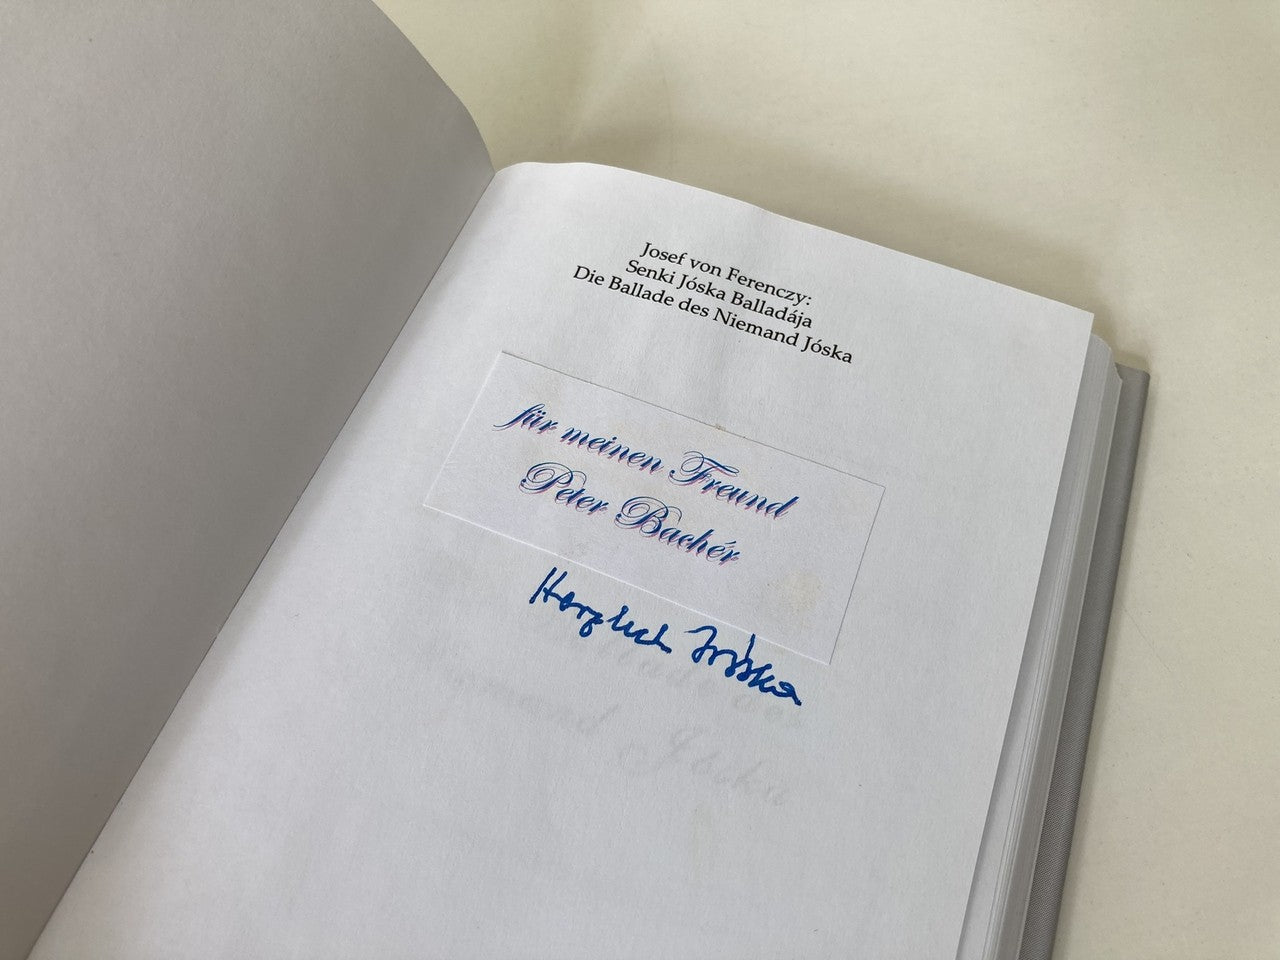 Josef von Ferenczy:
Senki Jóska Balladája
Die Ballade des Niemand Jóska
für meinen Freund
Peter Bachér
Herzlich Jóska